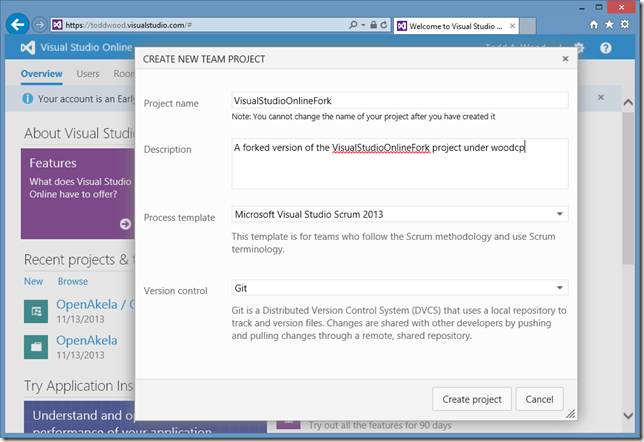 https://toddwood.visualstudio.com/#
Welcome to Visual Studio ...
Visual Studio Online
Todd A. Wood
Overview Users
Your account is an Early
CREATE NEW TEAM PROJECT
Project name
VisualStudioOnlineFork
Note: You cannot change the name of your project after you have created it
Description
A forked version of the VisualStudioOnlineFork project under woodcp
Process template
Microsoft Visual Studio Scrum 2013
This template is for teams who follow the Scrum methodology and use Scrum
terminology.
Version control
Git
Git is a Distributed Version Control System (DVCS) that uses a local repository to
track and version files. Changes are shared with other developers by pushing
and pulling changes through a remote, shared repository.
Create project
Cancel
About Visual Studio
Features
What does Visual Studio
Online have to offer?
Recent projects & t
New Browse
OpenAkela /
11/13/2013
OpenAkela
11/13/2013
Try Application Ins
Understand and op
performance of your application
Try out all the features for 90 days